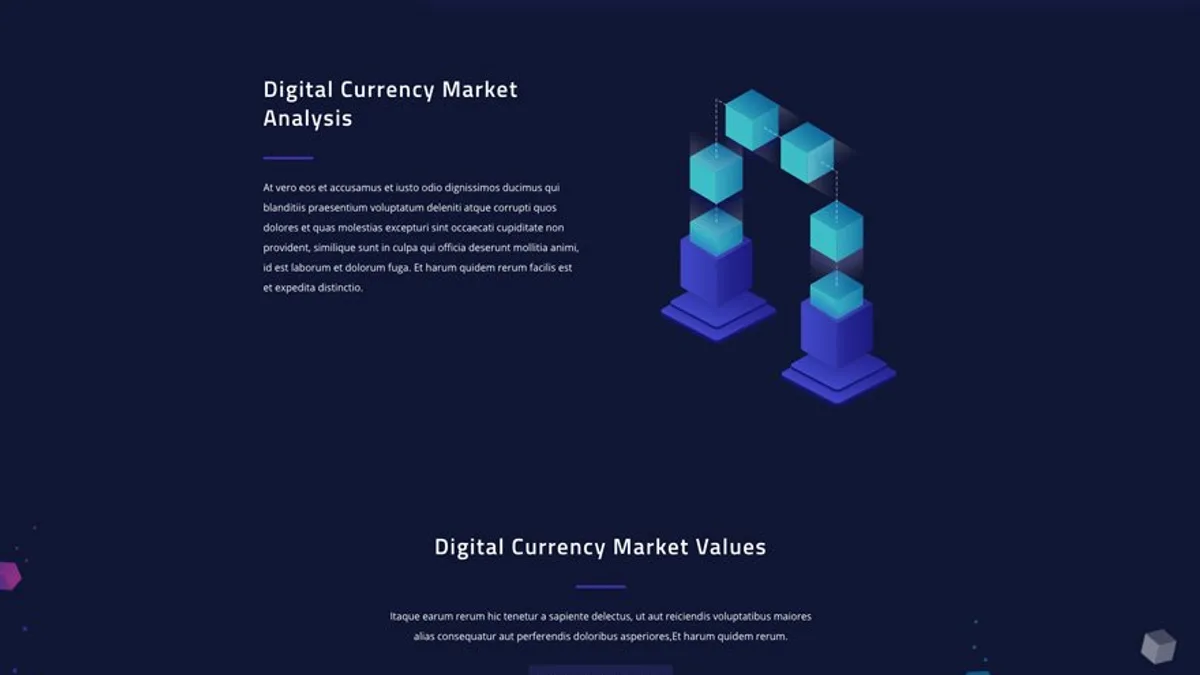 Digital Currency Market
Analysis
At vero eos et accusamus et iusto odio dignissimos ducimus qui
blanditiis praesentium voluptatum deleniti atque corrupti quos
dolores et quas molestias excepturi sint occaecati cupiditate non
provident, similique sunt in culpa qui officia deserunt mollitia animi,
id est laborum et dolorum fuga. Et harum quidem rerum facilis est
et expedita distinctio.
Digital Currency Market Values
Itaque earum rerum hic tenetur a sapiente delectus, ut aut reiciendis voluptatibus maiores
alias consequatur aut perferendis doloribus asperiores,Et harum quidem rerum.